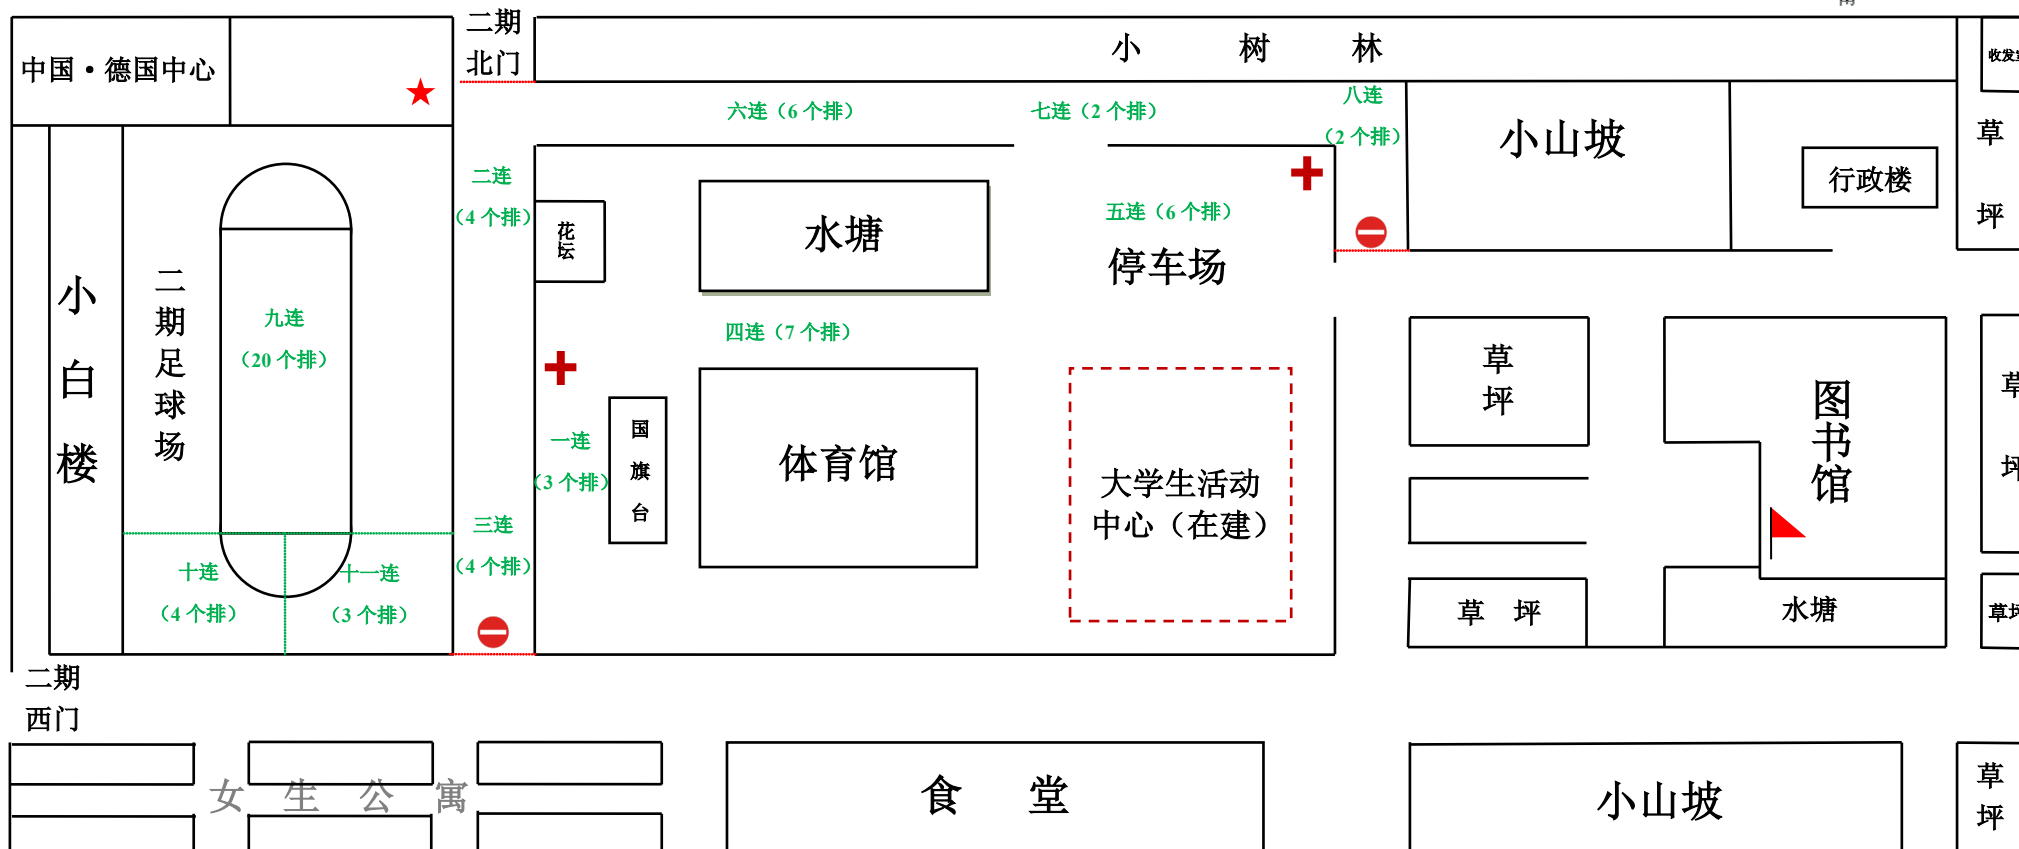 二期
北门
小 树 林
中国·德国中心
六连（6 个排）
七连（2 个排）
八连
（2 个排）
小山坡
草
坪
行政楼
二连
（4 个排）
花
坛
水塘
五连（6 个排）
停车场
小
白
楼
二
期
足
球
场
九连
（20 个排）
四连（7 个排）
一连
（3 个排）
国
旗
台
体育馆
大学生活动
中心（在建）
草
坪
图
书
馆
草
坪
三连
（4 个排）
十连
（4 个排）
十一连
（3 个排）
草 坪
水塘
草坪
二期
西门
女 生 公 寓
食 堂
小山坡
草
坪